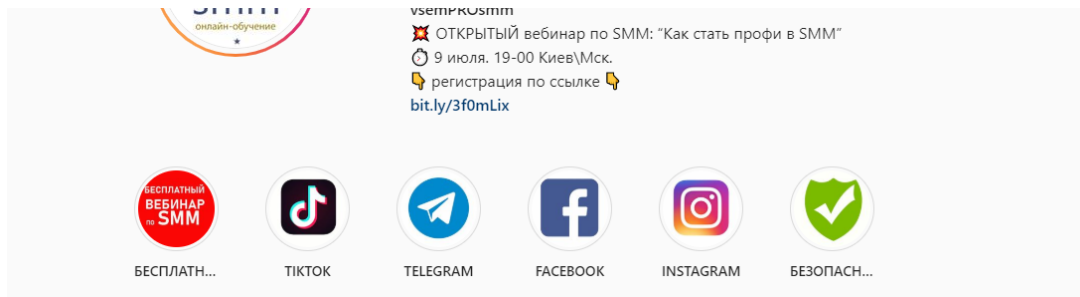 smm
онлайн-обучение
vsemPROsmm
💥 ОТКРЫТЫЙ вебинар по SMM: “Как стать профи в SMM”
⏱ 9 июля. 19-00 Киев\Мск.
👇 регистрация по ссылке 👇
bit.ly/3f0mLix
БЕСПЛАТНЫЙ
ВЕБИНАР
по SMM
БЕСПЛАТН...
TIKTOK
TELEGRAM
FACEBOOK
INSTAGRAM
БЕЗОПАСН...